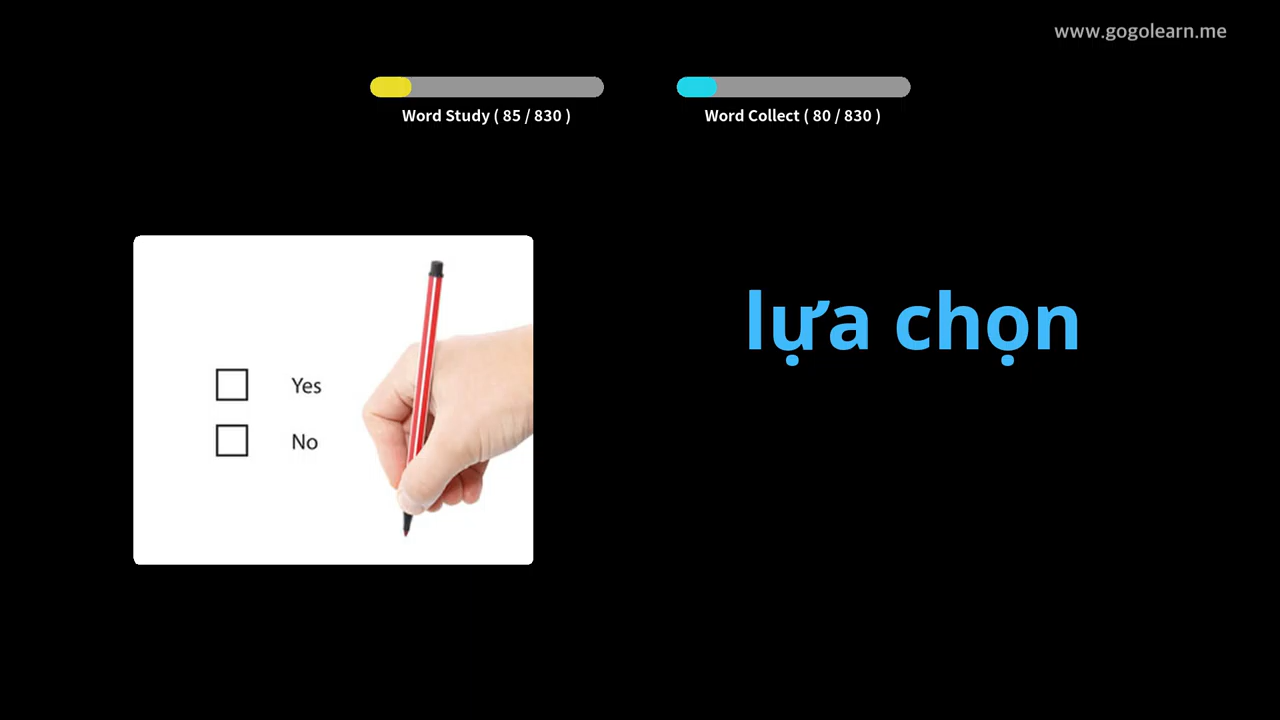 www.gogolearn.me
Word Study ( 85 / 830 )
Word Collect ( 80 / 830 )
lựa chọn
Yes
No